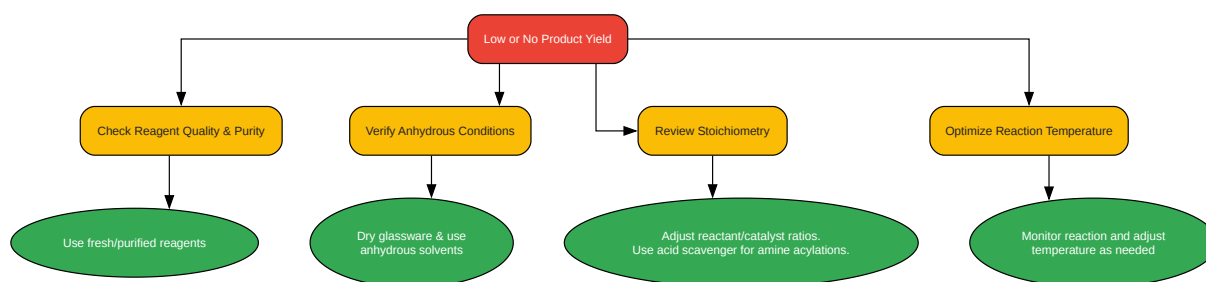 Low or No Product Yield
Check Reagent Quality & Purity
Verify Anhydrous Conditions
Review Stoichiometry
Optimize Reaction Temperature
Use fresh/purified reagents
Dry glassware & use
anhydrous solvents
Adjust reactant/catalyst ratios.
Use acid scavenger for amine acylations.
Monitor reaction and adjust
temperature as needed